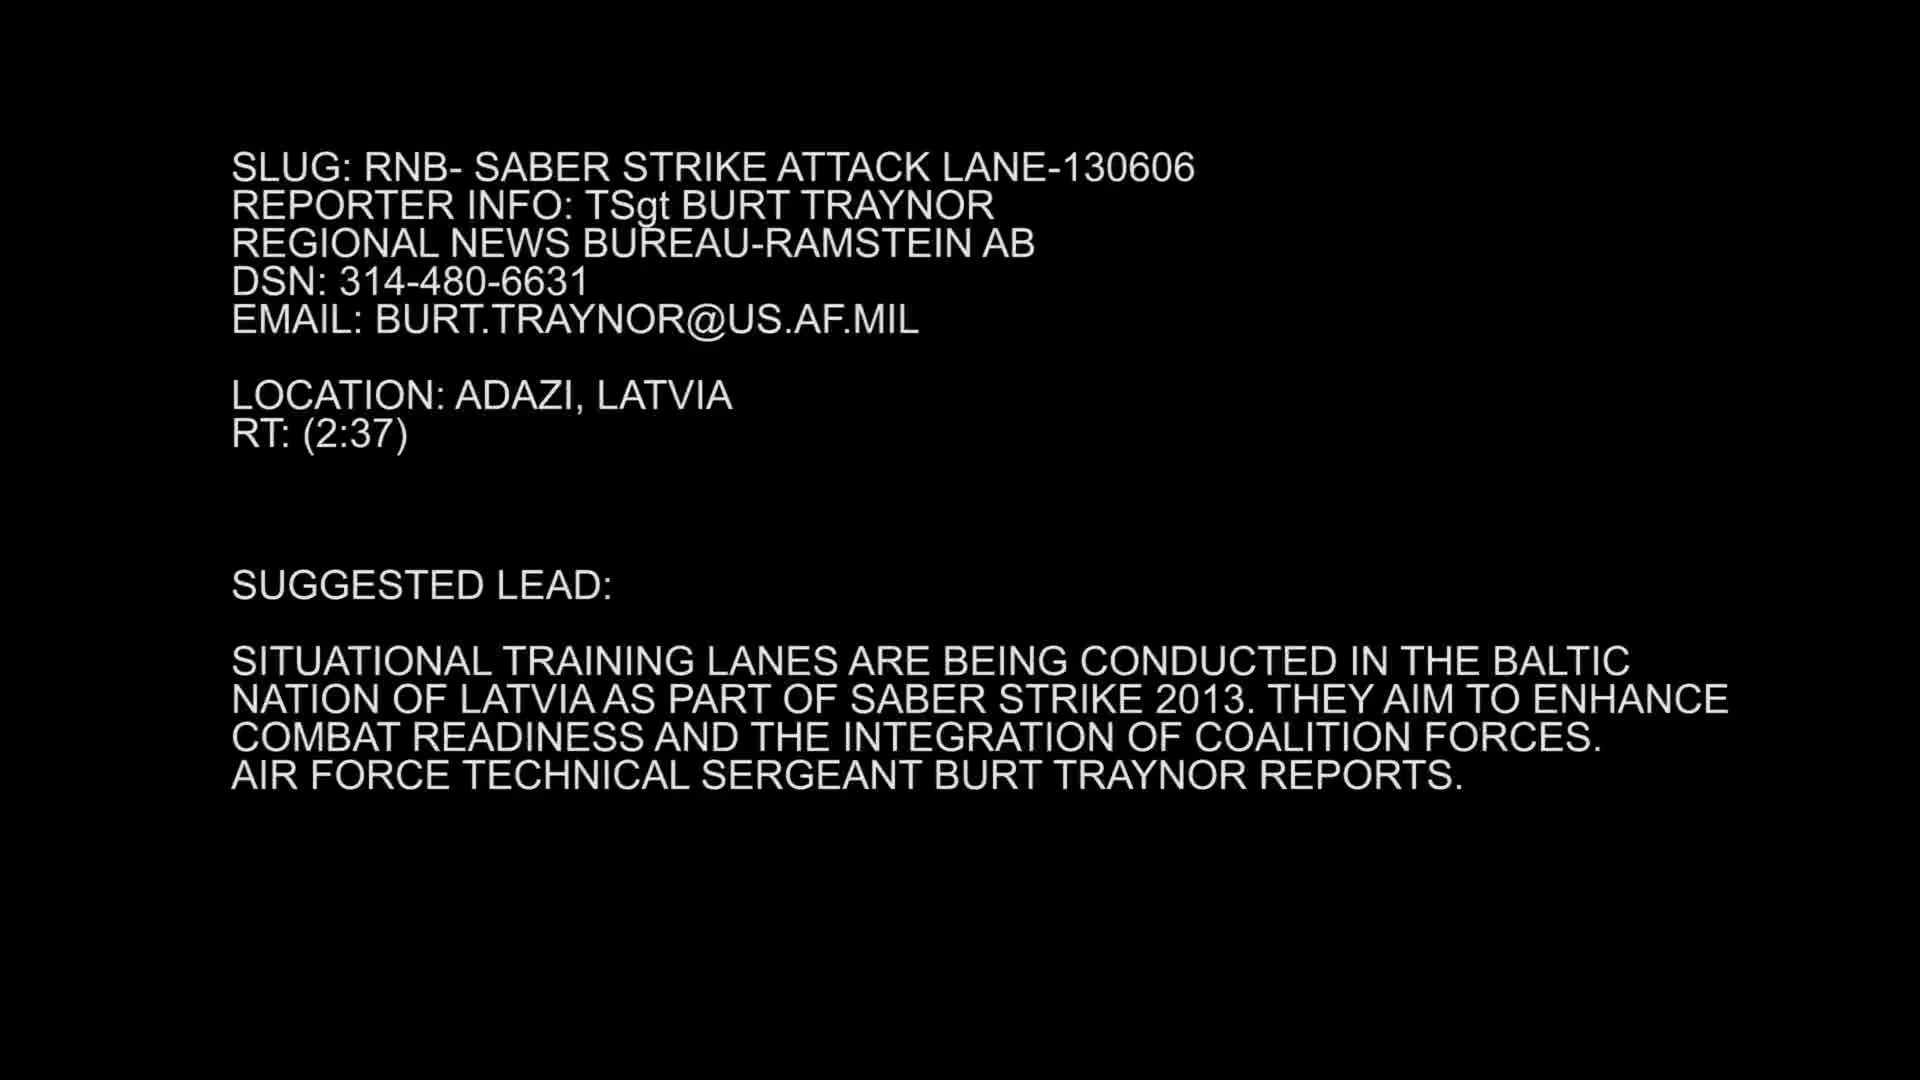 SLUG: RNB- SABER STRIKE ATTACK LANE-130606
REPORTER INFO: TSgt BURT TRAYNOR
REGIONAL NEWS BUREAU-RAMSTEIN AB
DSN: 314-480-6631
EMAIL: BURT.TRAYNOR@US.AF.MIL
LOCATION: ADAZI, LATVIA
RT: (2:37)
SUGGESTED LEAD:
SITUATIONAL TRAINING LANES ARE BEING CONDUCTED IN THE BALTIC
NATION OF LATVIA AS PART OF SABER STRIKE 2013. THEY AIM TO ENHANCE
COMBAT READINESS AND THE INTEGRATION OF COALITION FORCES.
AIR FORCE TECHNICAL SERGEANT BURT TRAYNOR REPORTS.